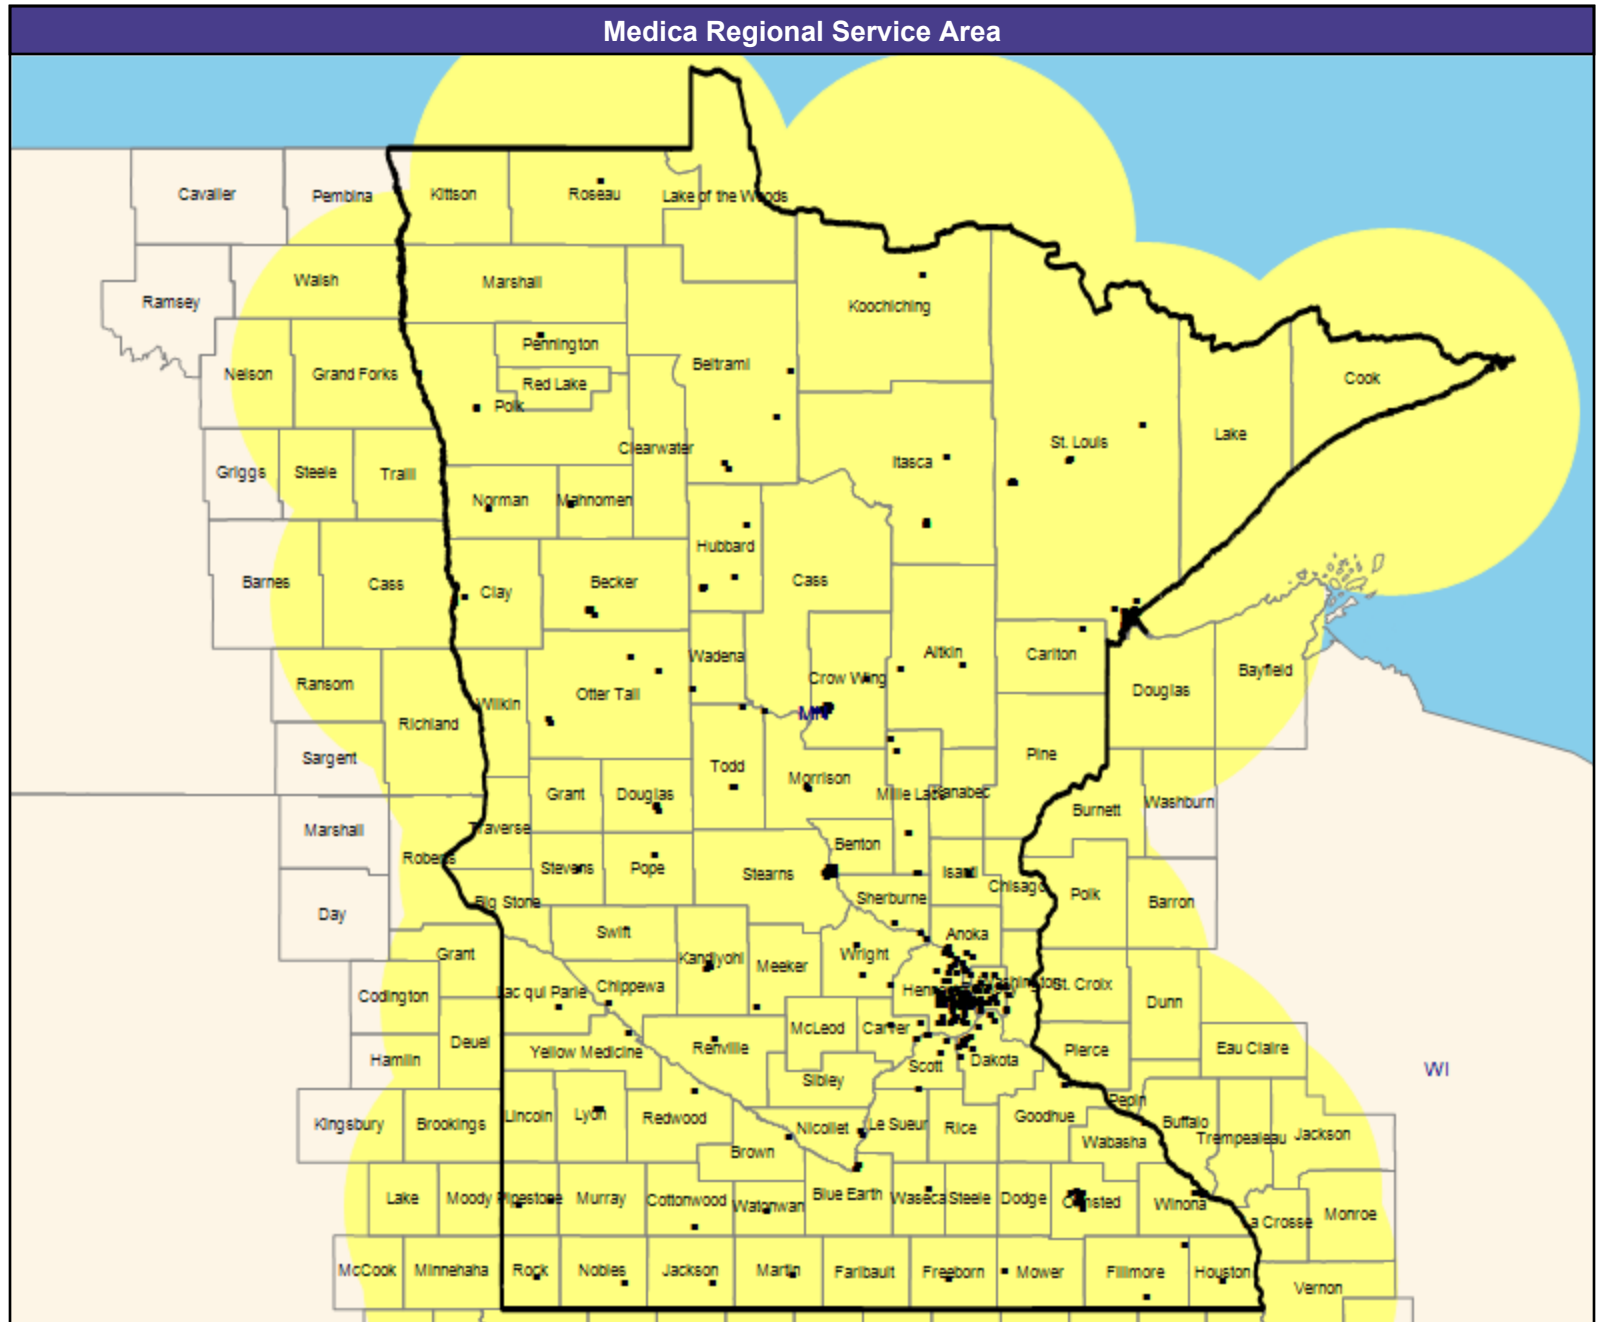 Medica Regional Service Area
Cavalier
Pembina
Kittson
Roseau
Lake of the Woods
Walsh
Marshall
Ramsey
Koochiching
Pennington
Nelson
Grand Forks
Red Lake
Beltrami
Cook
Polk
Lake
St. Louis
Clearwater
Itasca
Griggs
Steele
Traill
Norman
Mahnomen
Hubbard
Barnes
Cass
Clay
Becker
Cass
Wadena
Aitkin
Carlton
Bayfield
Ransom
Otter Tail
Crow Wing
Douglas
Wilkin
MN
Richland
Sargent
Todd
Morrison
Pine
Grant
Douglas
Mille Lacs
Kanabec
Burnett
Washburn
Marshall
Traverse
Benton
Roberts
Stevens
Pope
Stearns
Isanti
Chisago
Polk
Barron
Sherburne
Big Stone
Day
Swift
Anoka
Grant
Kandiyohi
Meeker
Wright
Codington
Lac qui Parle
Chippewa
Henne
Washington
St. Croix
Dunn
McLeod
Carver
Deuel
Yellow Medicine
Renville
Hamlin
Scott
Dakota
Pierce
Eau Claire
WI
Sibley
Pepin
Kingsbury
Brookings
Lincoln
Lyon
Redwood
Nicollet
Le Sueur
Rice
Goodhue
Buffalo
Trempealeau
Jackson
Brown
Wabasha
Lake
Moody
Pipestone
Murray
Cottonwood
Watonwan
Blue Earth
Waseca
Steele
Dodge
Olmsted
Winona
La Crosse
Monroe
McCook
Minnehaha
Rock
Nobles
Jackson
Martin
Faribault
Freeborn
Mower
Fillmore
Houston
Vernon